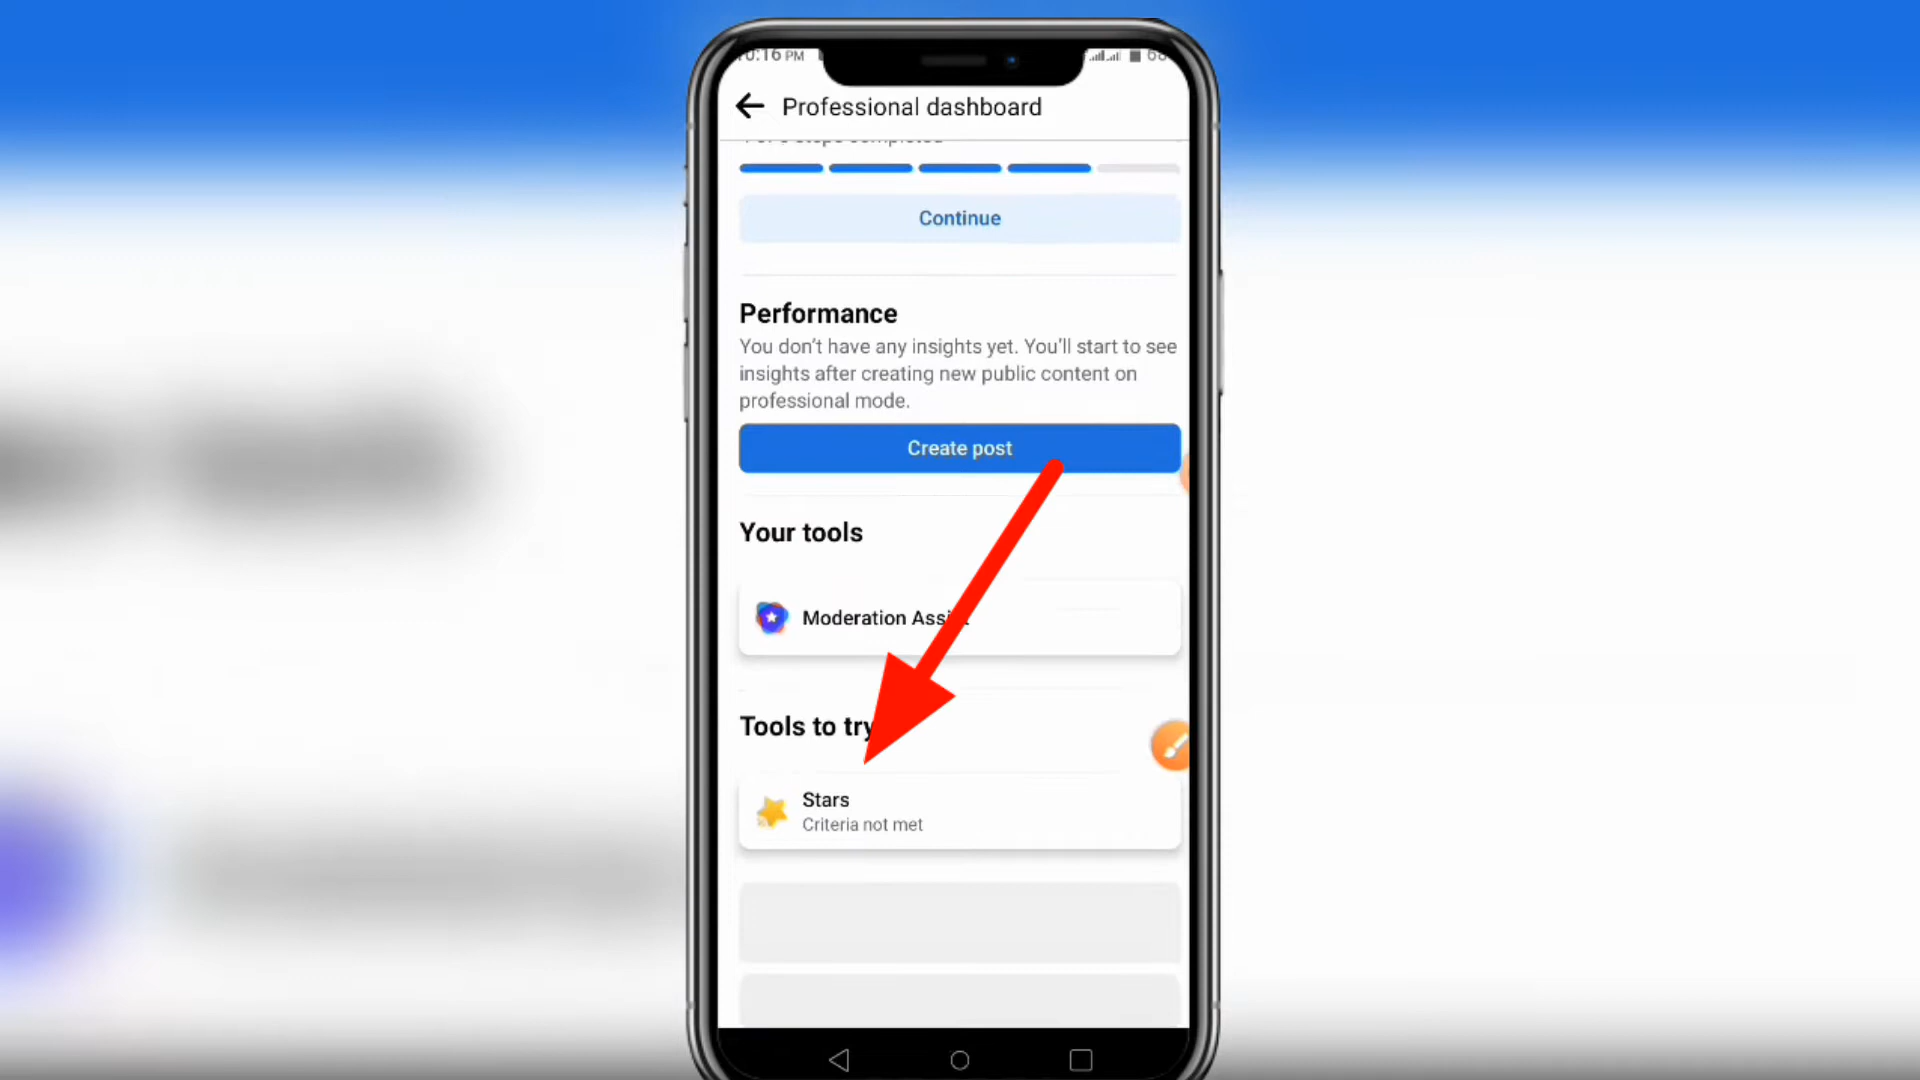 Professional dashboard
Continue
Performance
You don't have any insights yet. You'll start to see
insights after creating new public content on
professional mode.
Create post
Your tools
Moderation
Tools to try
Stars
Criteria not met